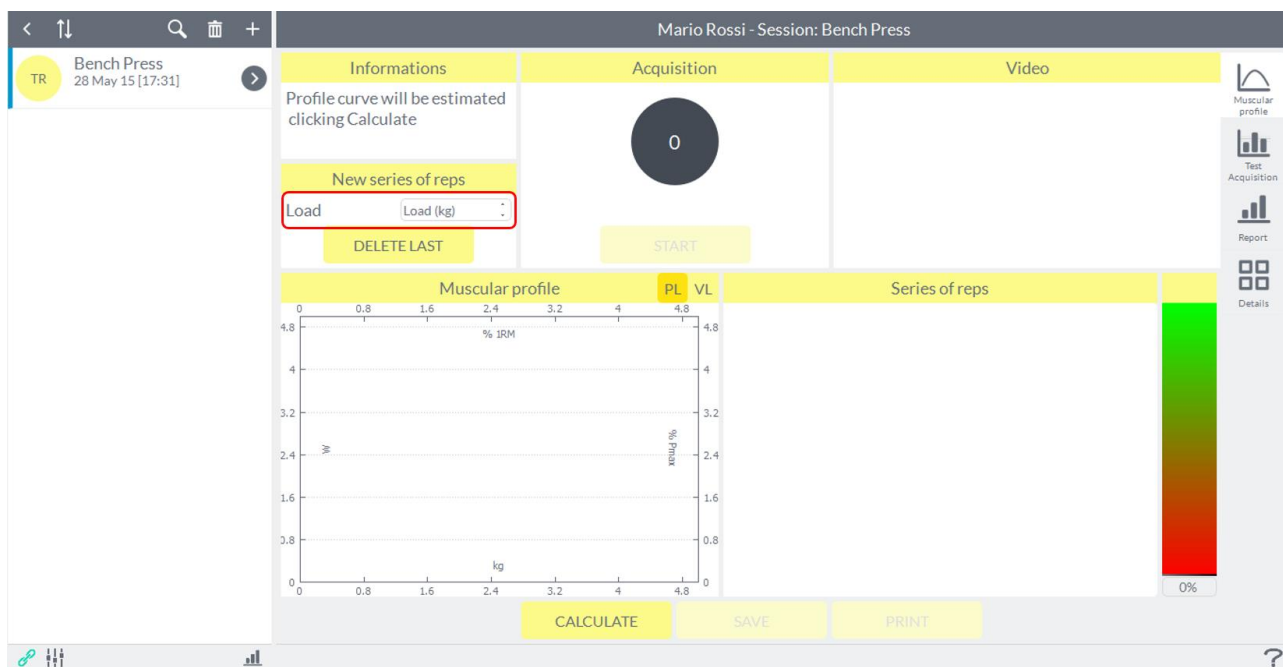 Mario Rossi - Session: Bench Press
TR
Bench Press
28 May 15 [17:31]
Informations
Profile curve will be estimated
clicking Calculate
New series of reps
Load
Load (kg)
DELETE LAST
Acquisition
0
START
Video
Muscular
profile
Test
Acquisition
Report
Details
Muscular profile
PL VL
0 0.8 1.6 2.4 3.2 4 4.8
% 1RM
4.8 4.8
4 4
3.2 3.2
W
% Pmax
2.4 2.4
1.6 1.6
0.8 0.8
kg
0 0
0 0.8 1.6 2.4 3.2 4 4.8
Series of reps
0%
CALCULATE
SAVE
PRINT
?